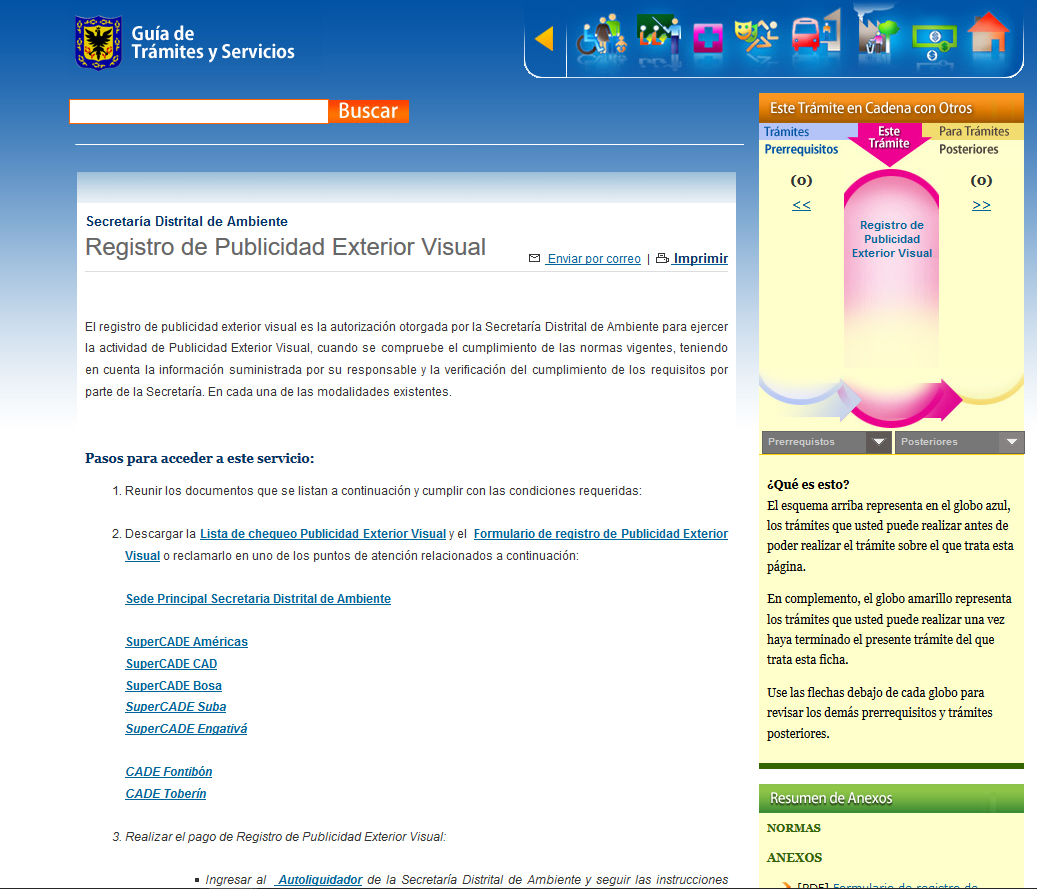 Guía de
Trámites y Servicios
Buscar
Secretaría Distrital de Ambiente
Registro de Publicidad Exterior Visual
Enviar por correo | Imprimir
El registro de publicidad exterior visual es la autorización otorgada por la Secretaría Distrital de Ambiente para ejercer
la actividad de Publicidad Exterior Visual, cuando se compruebe el cumplimiento de las normas vigentes, teniendo
en cuenta la información suministrada por su responsable y la verificación del cumplimiento de los requisitos por
parte de la Secretaría. En cada una de las modalidades existentes.
Pasos para acceder a este servicio:
1. Reunir los documentos que se listan a continuación y cumplir con las condiciones requeridas:
2. Descargar la Lista de chequeo Publicidad Exterior Visual y el Formulario de registro de Publicidad Exterior
Visual o reclamarlo en uno de los puntos de atención relacionados a continuación:
Sede Principal Secretaria Distrital de Ambiente
SuperCADE Américas
SuperCADE CAD
SuperCADE Bosa
SuperCADE Suba
SuperCADE Engativá
CADE Fontibón
CADE Toberín
3. Realizar el pago de Registro de Publicidad Exterior Visual:
▪ Ingresar al Autoliquidador de la Secretaría Distrital de Ambiente y seguir las instrucciones
Este Trámite en Cadena con Otros
Trámites
Prerrequisitos
Este
Trámite
Para Trámites
Posteriores
(0)
<<
(0)
>>
Registro de
Publicidad
Exterior Visual
Prerrequistos
Posteriores
¿Qué es esto?
El esquema arriba representa en el globo azul,
los trámites que usted puede realizar antes de
poder realizar el trámite sobre el que trata esta
página.
En complemento, el globo amarillo representa
los trámites que usted puede realizar una vez
haya terminado el presente trámite del que
trata esta ficha.
Use las flechas debajo de cada globo para
revisar los demás prerrequisitos y trámites
posteriores.
Resumen de Anexos
NORMAS
ANEXOS
[PDF] Formulario de registro de